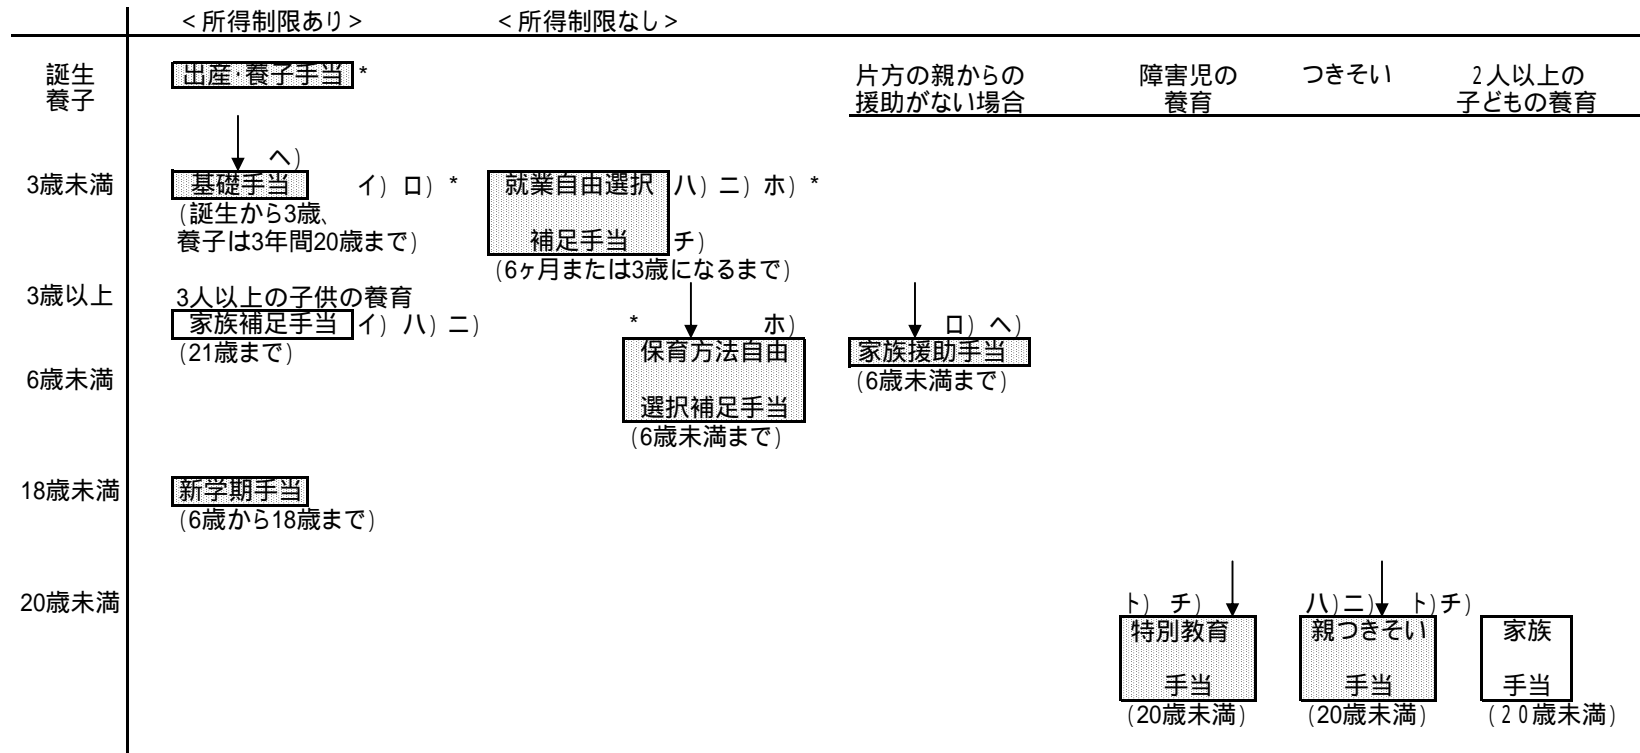 <所得制限あり> <所得制限なし>
誕生 出産・養子手当 * 片方の親からの 障害児の つきそい 2人以上の
養子 援助がない場合 養育 子どもの養育
ヘ)
3歳未満 基礎手当 イ) ロ) * 就業自由選択 ハ) ニ) ホ) *
(誕生から3歳、
養子は3年間20歳まで) 補足手当 チ)
(6ヶ月または3歳になるまで)
3歳以上 3人以上の子供の養育
家族補足手当 イ) ハ) ニ) * ホ) ロ) ヘ)
(21歳まで) 保育方法自由 家族援助手当
6歳未満 (6歳未満まで)
選択補足手当
(6歳未満まで)
18歳未満 新学期手当
(6歳から18歳まで)
20歳未満 ト) チ) ハ)ニ) ト)チ)
特別教育 親つきそい 家族
手当 手当 手当
(20歳未満) (20歳未満) (20歳未満)